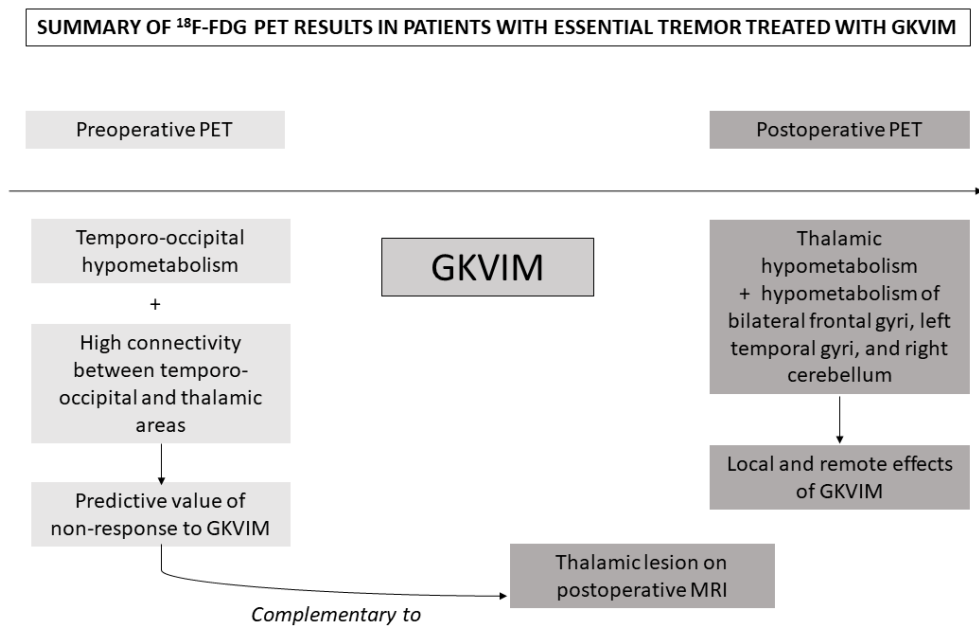 SUMMARY OF ¹⁸F-FDG PET RESULTS IN PATIENTS WITH ESSENTIAL TREMOR TREATED WITH GKVIM
Preoperative PET
Postoperative PET
Temporo-occipital
hypometabolism
+
High connectivity
between temporo-
occipital and thalamic
areas
Predictive value of
non-response to GKVIM
GKVIM
Thalamic
hypometabolism
+ hypometabolism of
bilateral frontal gyri, left
temporal gyri, and right
cerebellum
Local and remote effects
of GKVIM
Complementary to
Thalamic lesion on
postoperative MRI